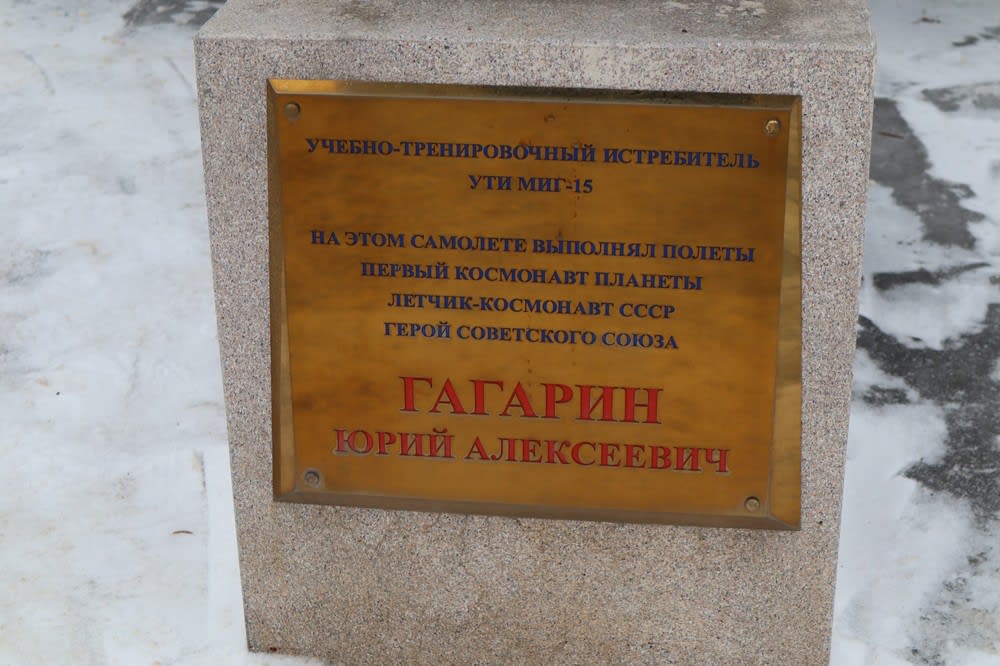 УЧЕБНО-ТРЕНИРОВОЧНЫЙ ИСТРЕБИТЕЛЬ
УТИ МИГ-15
НА ЭТОМ САМОЛЕТЕ ВЫПОЛНЯЛ ПОЛЕТЫ
ПЕРВЫЙ КОСМОНАВТ ПЛАНЕТЫ
ЛЕТЧИК-КОСМОНАВТ СССР
ГЕРОЙ СОВЕТСКОГО СОЮЗА
ГАГАРИН
ЮРИЙ АЛЕКСЕЕВИЧ